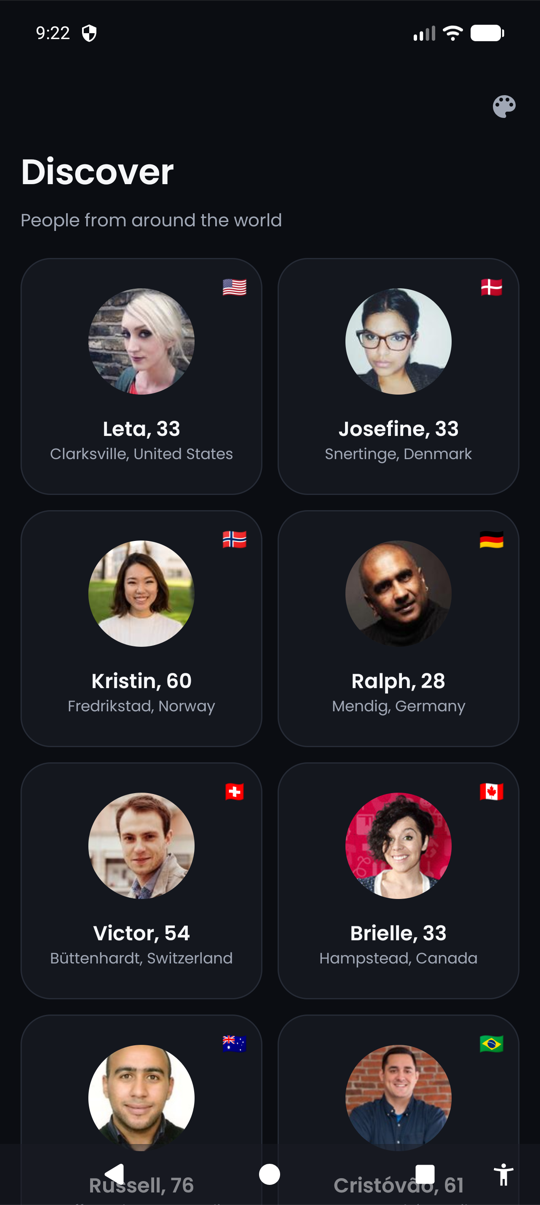 9:22
Discover
People from around the world
Leta, 33
Clarksville, United States
Josefine, 33
Snertinge, Denmark
Kristin, 60
Fredrikstad, Norway
Ralph, 28
Mendig, Germany
Victor, 54
Büttenhardt, Switzerland
Brielle, 33
Hampstead, Canada
Russell, 76
Cristóvão, 61